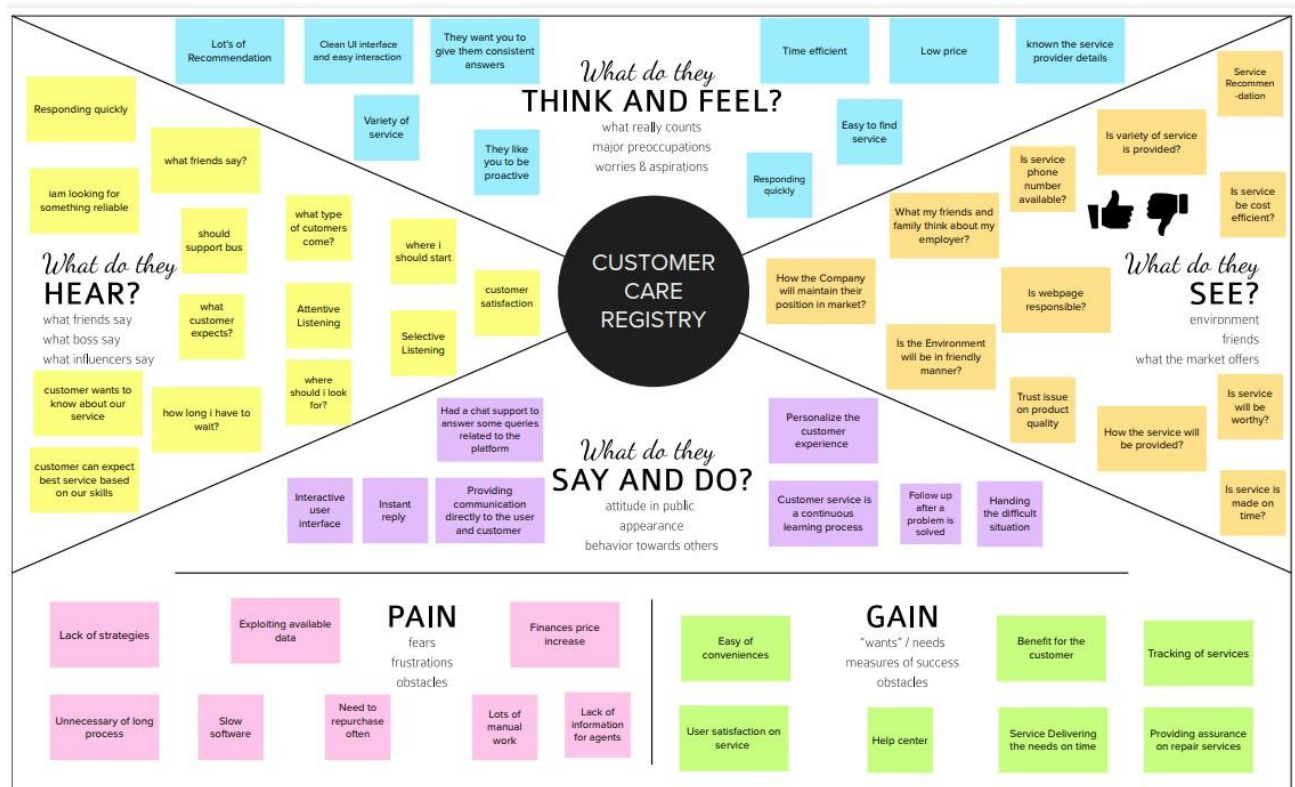 Lot's of
Recommendation
Clean UI interface
and easy interaction
They want you to
give them consistent
answers
Time efficient
Low price
known the service
provider details
What do they
THINK AND FEEL?
what really counts
major preoccupations
worries & aspirations
Variety of
service
They like
you to be
proactive
Easy to find
service
Responding
quickly
Responding quickly
what friends say?
iam looking for
something reliable
should
support bus
what type
of cutomers
come?
where i
should start
What do they
HEAR?
what friends say
what boss say
what influencers say
what
customer
expects?
Attentive
Listening
customer
satisfaction
Selective
Listening
customer wants to
know about our
service
how long i have to
wait?
where
should i look
for?
customer can expect
best service based
on our skills
CUSTOMER
CARE
REGISTRY
Service
Recommen
-dation
Is variety of service
is provided?
Is service
phone
number
available?
Is service
be cost
efficient?
What my friends and
family think about my
employer?
What do they
SEE?
environment
friends
what the market offers
How the Company
will maintain their
position in market?
Is webpage
responsible?
Is the Environment
will be in friendly
manner?
Trust issue
on product
quality
How the service will
be provided?
Is service
will be
worthy?
Is service is
made on
time?
Had a chat support to
answer some queries
related to the
platform
Personalize the
customer
experience
What do they
SAY AND DO?
attitude in public
appearance
behavior towards others
Interactive
user
interface
Instant
reply
Providing
communication
directly to the user
and customer
Customer service is
a continuous
learning process
Follow up
after a
problem is
solved
Handing
the difficult
situation
PAIN
fears
frustrations
obstacles
Lack of strategies
Exploiting available
data
Finances price
increase
Unnecessary of long
process
Slow
software
Need to
repurchase
often
Lots of
manual
work
Lack of
information
for agents
GAIN
"wants" / needs
measures of success
obstacles
Easy of
conveniences
Benefit for the
customer
Tracking of services
User satisfaction on
service
Help center
Service Delivering
the needs on time
Providing assurance
on repair services